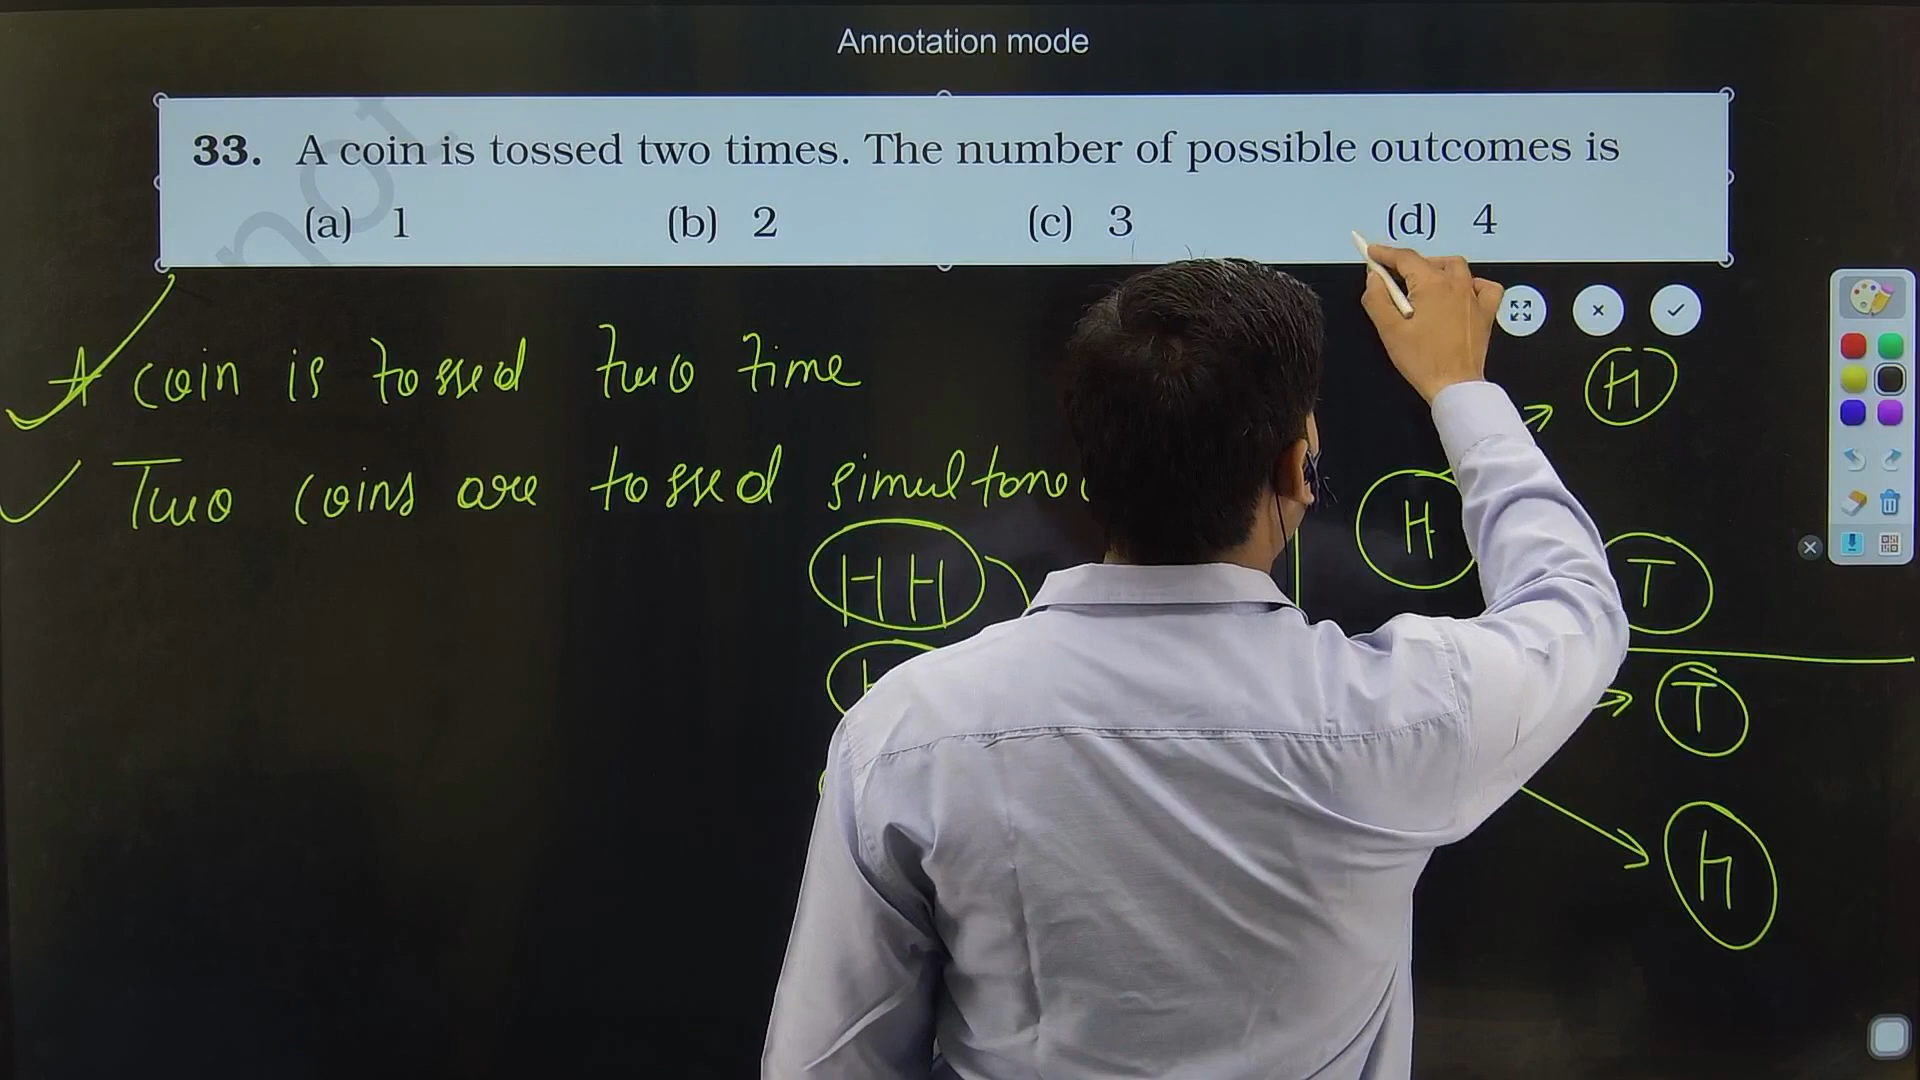 Annotation mode
not
33. A coin is tossed two times. The number of possible outcomes is
(a) 1 (b) 2 (c) 3 (d) 4
A coin is tossed two time
Two coins are tossed
H
H
T
HH
T
H